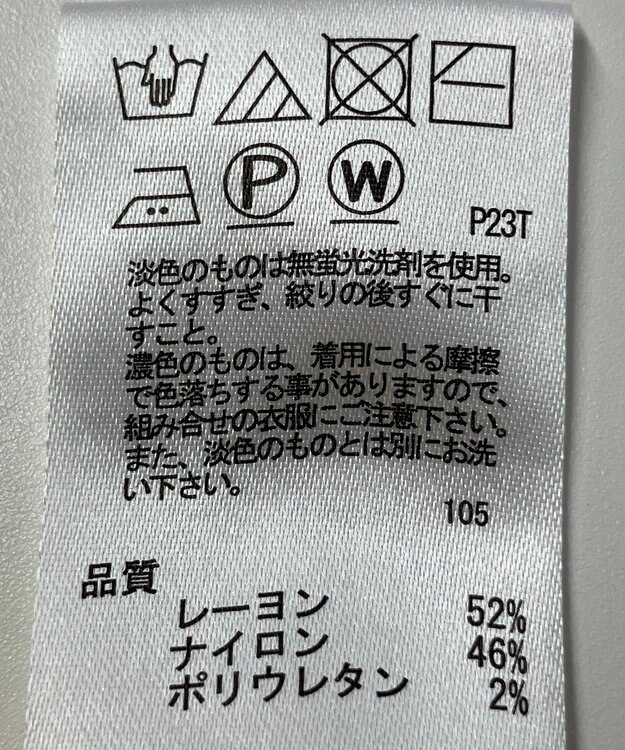 P W
P23T
淡色のものは無蛍光洗剤を使用。
よくすすぎ、絞りの後すぐに干
すこと。
濃色のものは、着用による摩擦
で色落ちする事がありますので、
組み合せの衣服にご注意下さい。
また、淡色のものとは別にお洗
い下さい。
105
品質
レーヨン 52%
ナイロン 46%
ポリウレタン 2%